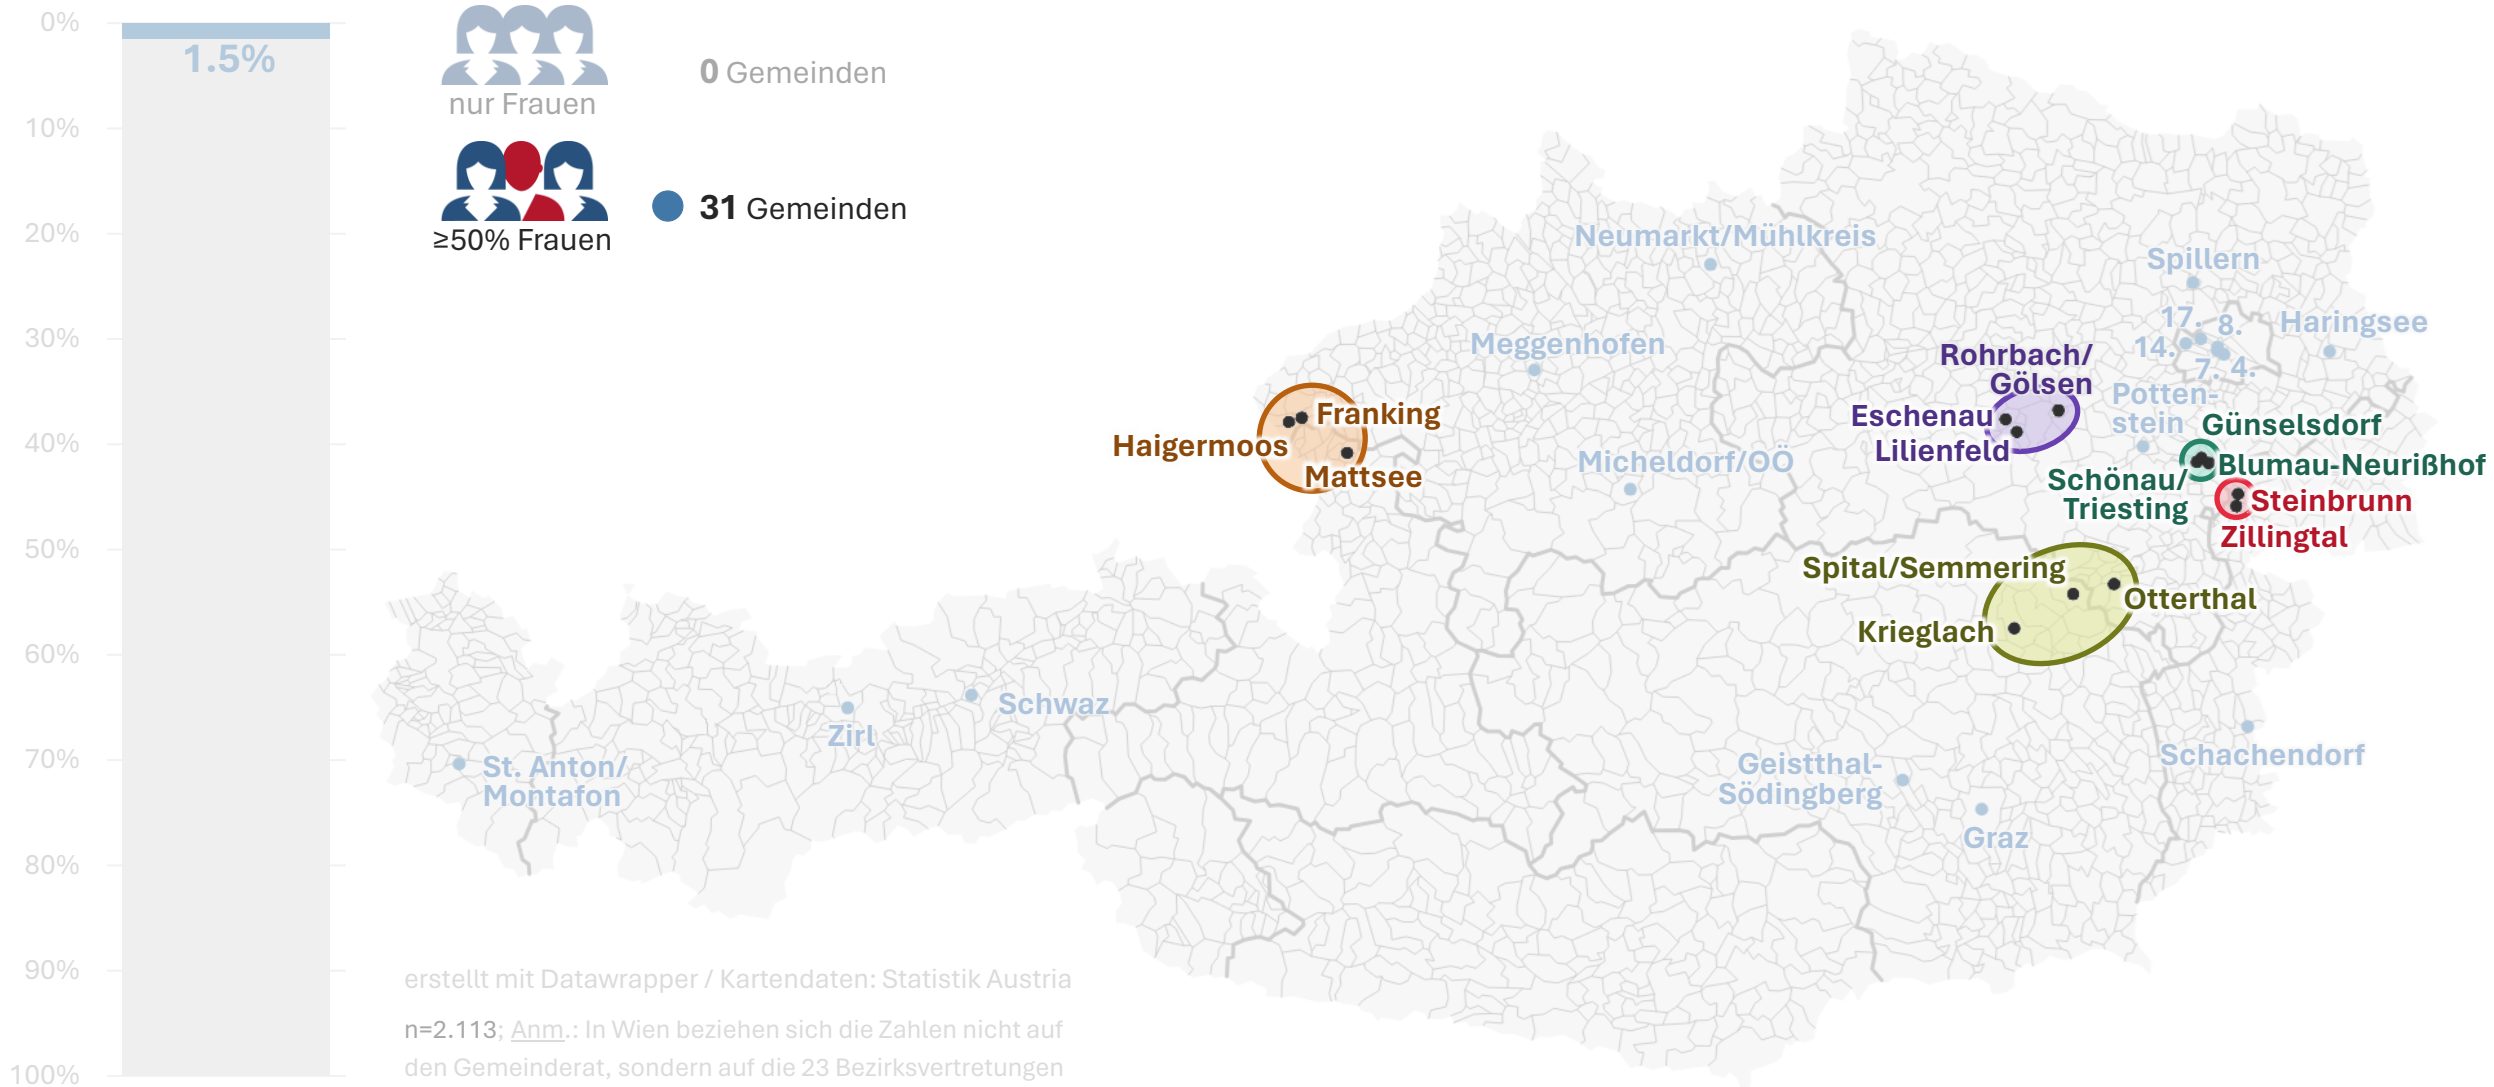 0%
10%
20%
30%
40%
50%
60%
70%
80%
90%
100%
1.5%
nur Frauen
0 Gemeinden
≥50% Frauen
31 Gemeinden
Neumarkt/Mühlkreis
Spillern
17.
8.
Haringsee
14.
7.
4.
Meggenhofen
Rohrbach/
Gölsen
Potten-
stein
Franking
Eschenau
Günselsdorf
Haigermoos
Lilienfeld
Micheldorf/OÖ
Blumau-Neurißhof
Mattsee
Schönau/
Triesting
Steinbrunn
Zillingtal
Spital/Semmering
Otterthal
Krieglach
Schwaz
Zirl
St. Anton/
Montafon
Schachendorf
Geistthal-
Södingberg
Graz
erstellt mit Datawrapper / Kartendaten: Statistik Austria
n=2.113; Anm.: In Wien beziehen sich die Zahlen nicht auf
den Gemeinderat, sondern auf die 23 Bezirksvertretungen